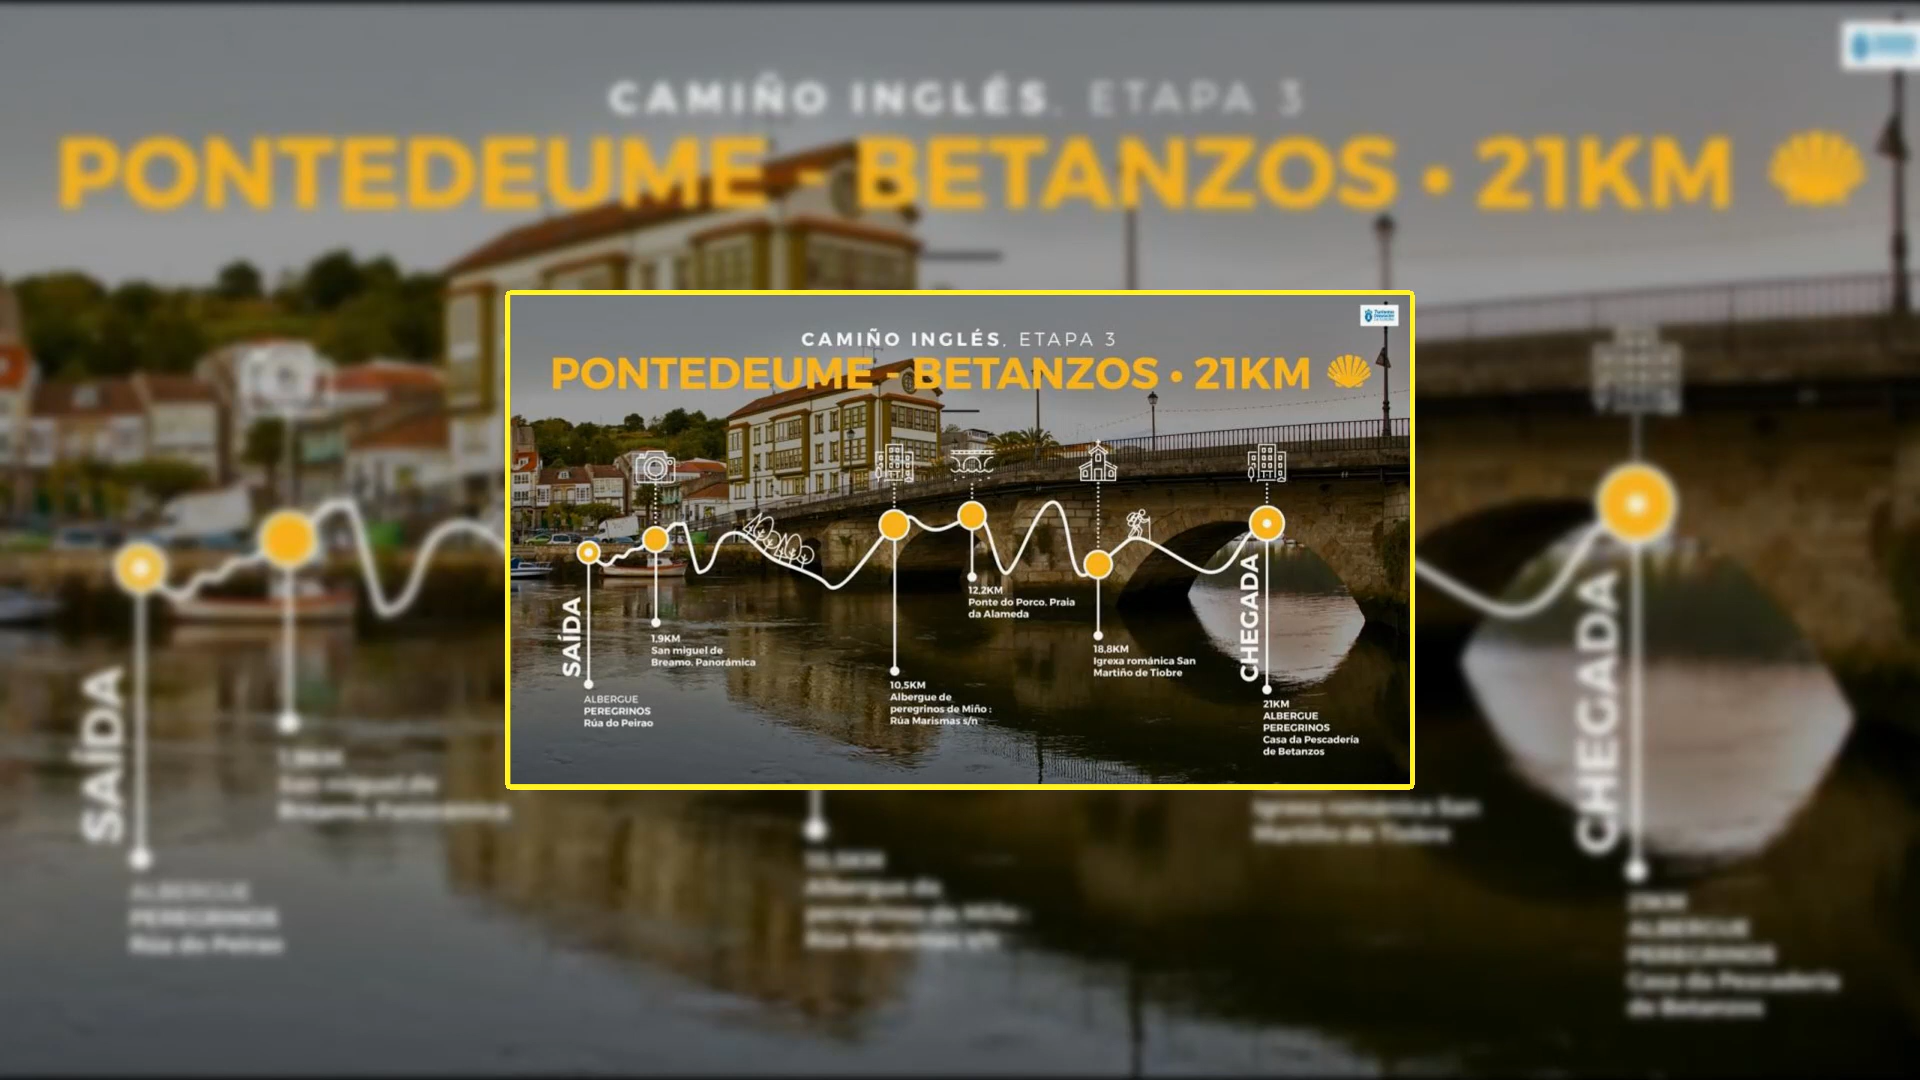 CAMIÑO INGLÉS. ETAPA 3
PONTEDEUME - BETANZOS • 21KM
SAÍDA
ALBERGUE
PEREGRINOS
Rúa do Peirao
1.9KM
San miguel de
Breamo. Panorámica
10,5KM
Albergue de
peregrinos de Miño :
Rúa Marismas s/n
12,2KM
Ponte do Porco. Praia
da Alameda
18,8KM
Igrexa románica San
Martiño de Tiobre
CHEGADA
21KM
ALBERGUE
PEREGRINOS
Casa da Pescadería
de Betanzos